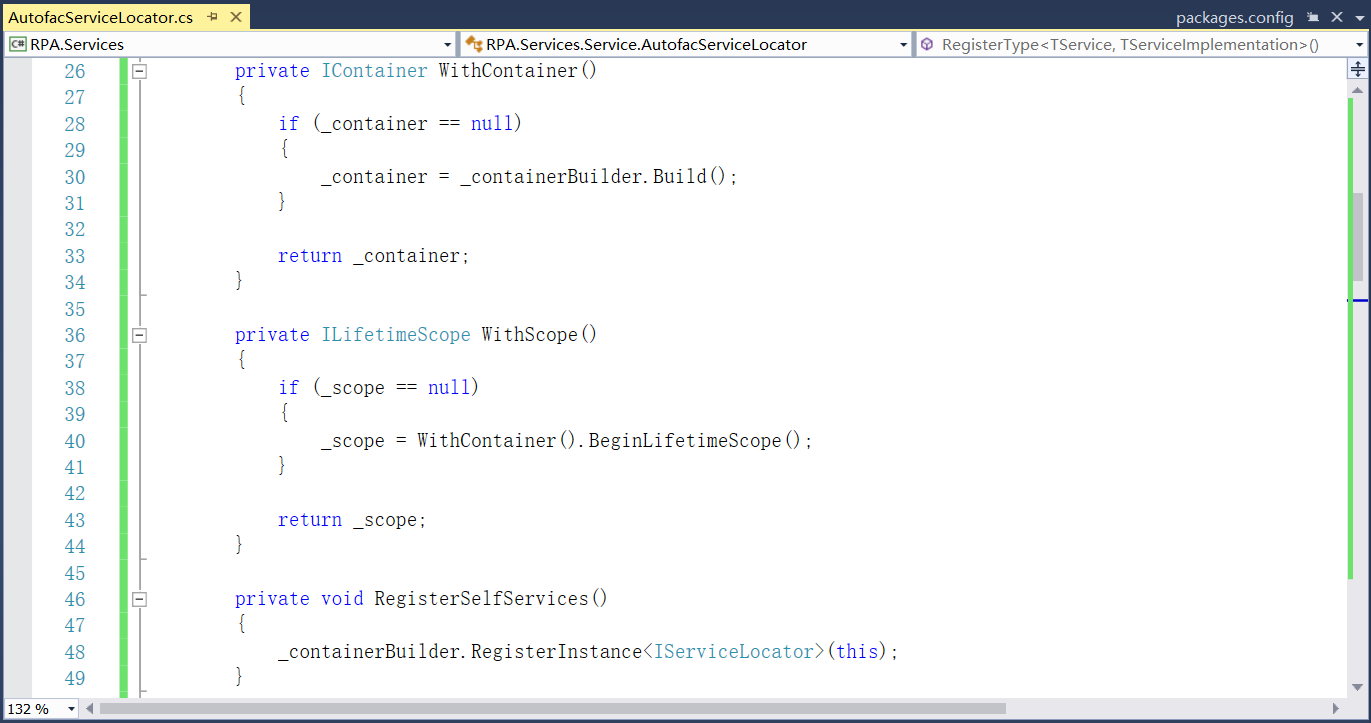 AutofacServiceLocator.cs
packages.config
RPA.Services
RPA.Services.Service.AutofacServiceLocator
RegisterType<TService, TServiceImplementation>()
26 private IContainer WithContainer()
27 {
28 if (_container == null)
29 {
30 _container = _containerBuilder.Build();
31 }
32
33 return _container;
34 }
35
36 private ILifetimeScope WithScope()
37 {
38 if (_scope == null)
39 {
40 _scope = WithContainer().BeginLifetimeScope();
41 }
42
43 return _scope;
44 }
45
46 private void RegisterSelfServices()
47 {
48 _containerBuilder.RegisterInstance<IServiceLocator>(this);
49 }
132 %